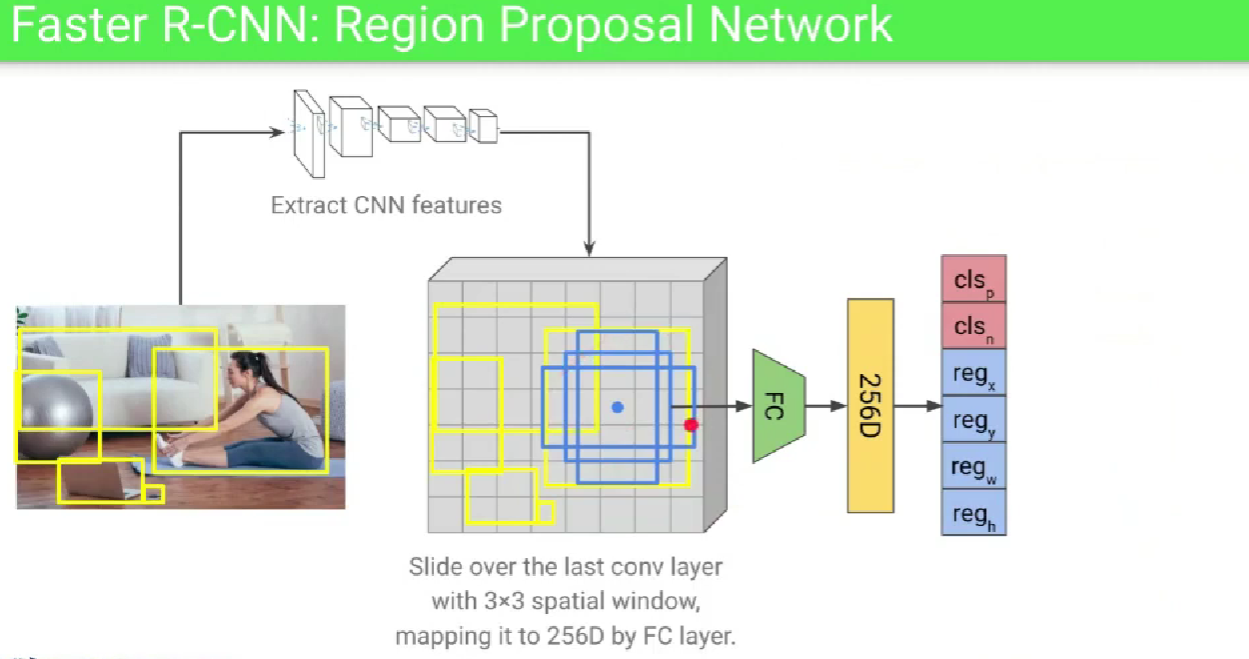 Faster R-CNN: Region Proposal Network
Extract CNN features
FC
256D
cls_p
cls_n
reg_x
reg_y
reg_w
reg_h
Slide over the last conv layer
with 3×3 spatial window,
mapping it to 256D by FC layer.